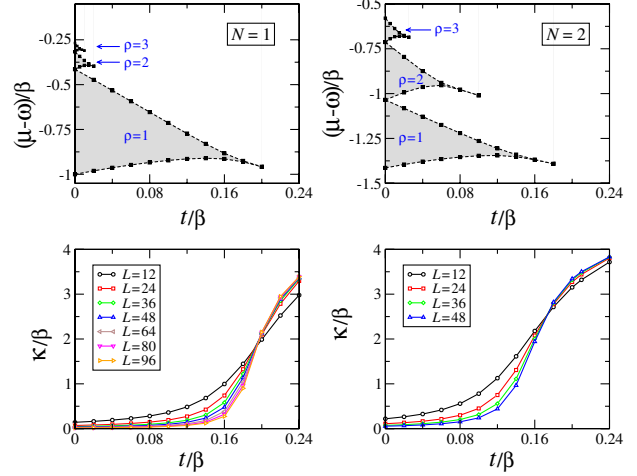 0
-0.25
-0.5
-0.75
-1
(μ-ω)/β
ρ=3
ρ=2
ρ=1
N = 1
0 0.08 0.16 0.24
t/β
-0.5
-0.75
-1
-1.25
-1.5
(μ-ω)/β
ρ=3
ρ=2
ρ=1
N = 2
0 0.08 0.16 0.24
t/β
4
3
2
1
0
κ/β
L=12
L=24
L=36
L=48
L=64
L=80
L=96
0 0.08 0.16 0.24
t/β
4
3
2
1
0
κ/β
L=12
L=24
L=36
L=48
0 0.08 0.16 0.24
t/β